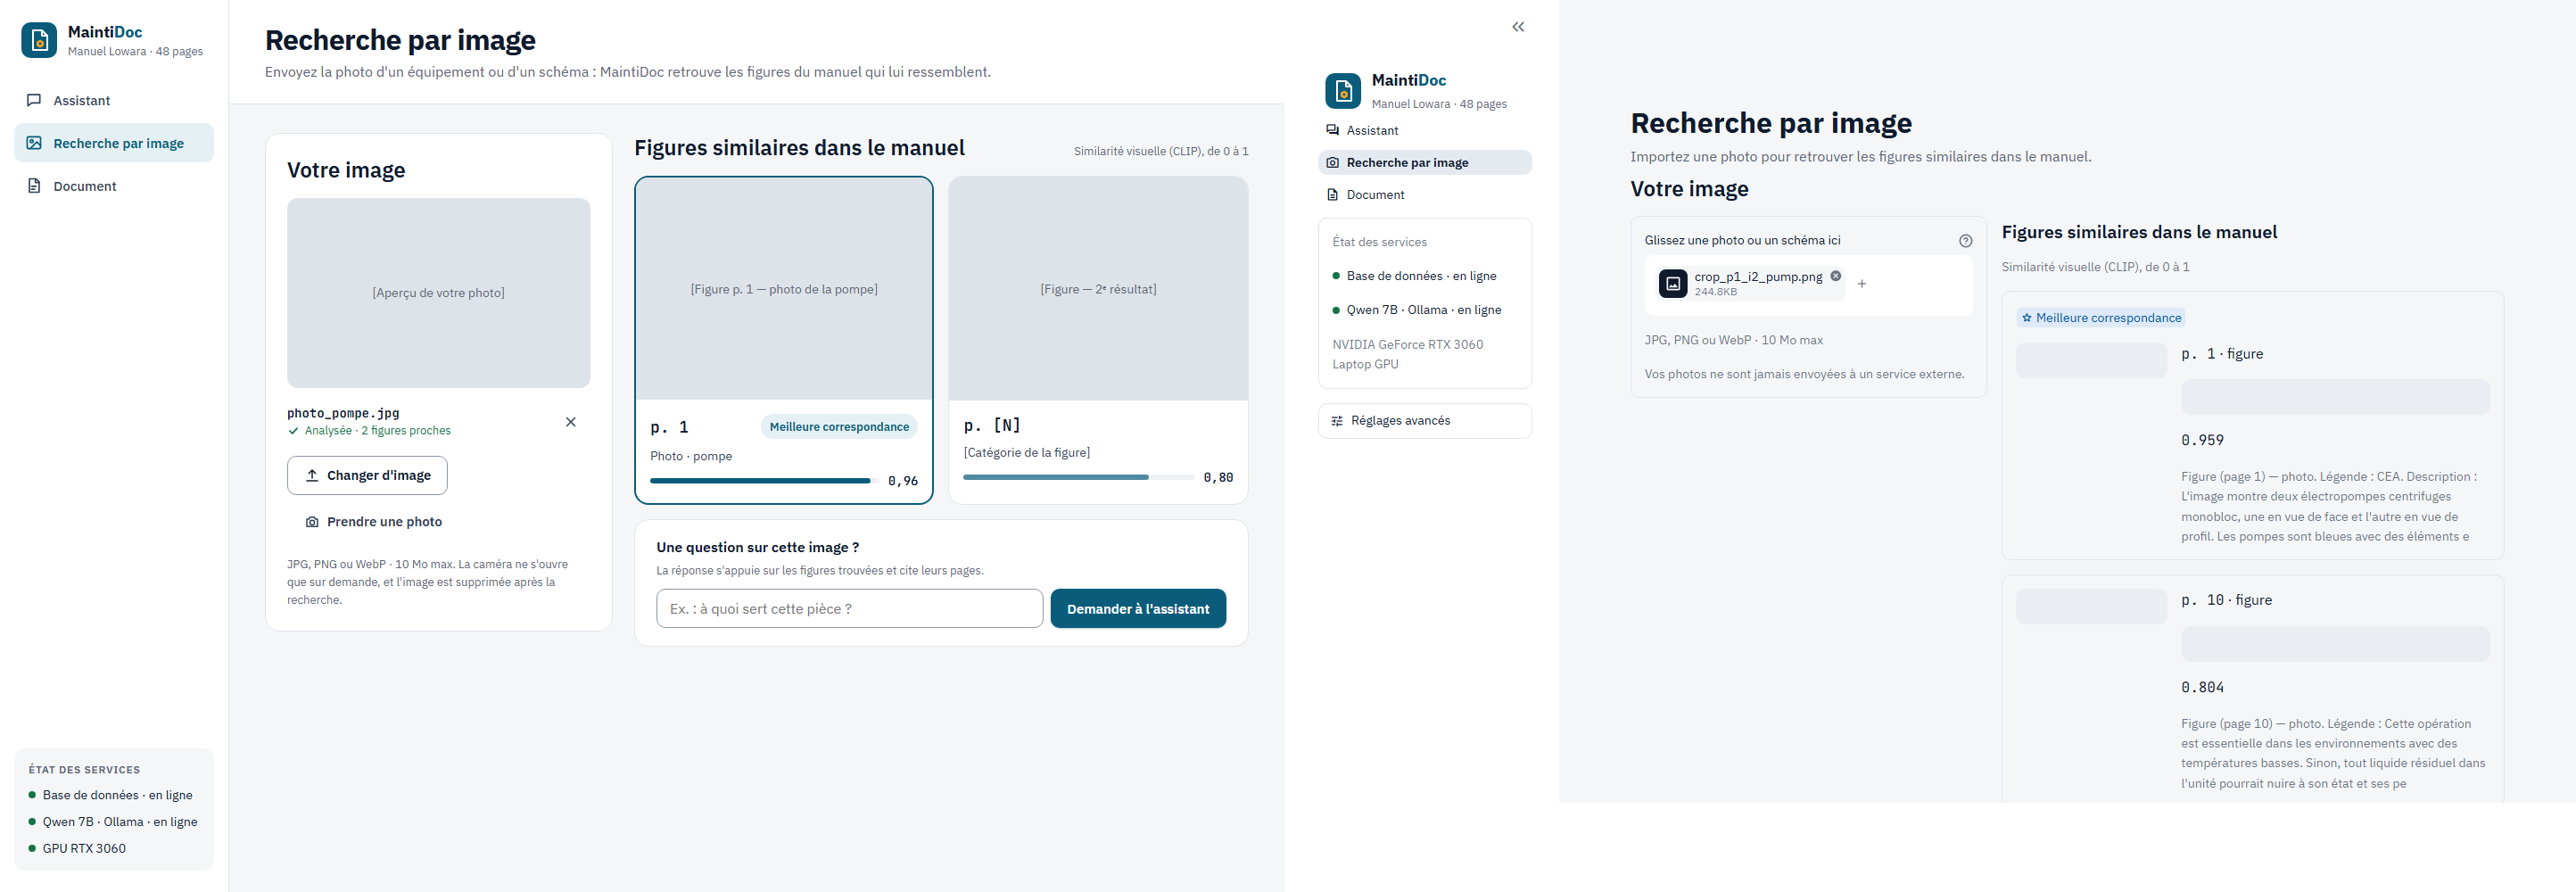 MaintiDoc
Manuel Lowara · 48 pages
Assistant
Recherche par image
Document
ÉTAT DES SERVICES
Base de données · en ligne
Qwen 7B · Ollama · en ligne
GPU RTX 3060
Recherche par image
Envoyez la photo d'un équipement ou d'un schéma : MaintiDoc retrouve les figures du manuel qui lui ressemblent.
Votre image
[Aperçu de votre photo]
photo_pompe.jpg
Analysée · 2 figures proches
Changer d'image
Prendre une photo
JPG, PNG ou WebP · 10 Mo max. La caméra ne s'ouvre
que sur demande, et l'image est supprimée après la
recherche.
Figures similaires dans le manuel
Similarité visuelle (CLIP), de 0 à 1
[Figure p. 1 — photo de la pompe]
p. 1
Meilleure correspondance
Photo · pompe
0,96
[Figure — 2ᵉ résultat]
p. [N]
[Catégorie de la figure]
0,80
Une question sur cette image ?
La réponse s'appuie sur les figures trouvées et cite leurs pages.
Ex. : à quoi sert cette pièce ?
Demander à l'assistant
MaintiDoc
Manuel Lowara · 48 pages
Assistant
Recherche par image
Document
État des services
Base de données · en ligne
Qwen 7B · Ollama · en ligne
NVIDIA GeForce RTX 3060
Laptop GPU
Réglages avancés
Recherche par image
Importez une photo pour retrouver les figures similaires dans le manuel.
Votre image
Glissez une photo ou un schéma ici
crop_p1_i2_pump.png
244.8KB
JPG, PNG ou WebP · 10 Mo max
Vos photos ne sont jamais envoyées à un service externe.
Figures similaires dans le manuel
Similarité visuelle (CLIP), de 0 à 1
Meilleure correspondance
p. 1 · figure
0.959
Figure (page 1) — photo. Légende : CEA. Description :
L'image montre deux électropompes centrifuges
monobloc, une en vue de face et l'autre en vue de
profil. Les pompes sont bleues avec des éléments e
p. 10 · figure
0.804
Figure (page 10) — photo. Légende : Cette opération
est essentielle dans les environnements avec des
températures basses. Sinon, tout liquide résiduel dans
l'unité pourrait nuire à son état et ses pe